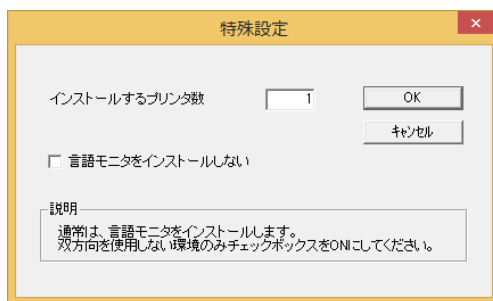 特殊設定
インストールするプリンタ数 1 OK
キャンセル
言語モニタをインストールしない
説明
通常は、言語モニタをインストールします。
双方向を使用しない環境のみチェックボックスをONにしてください。